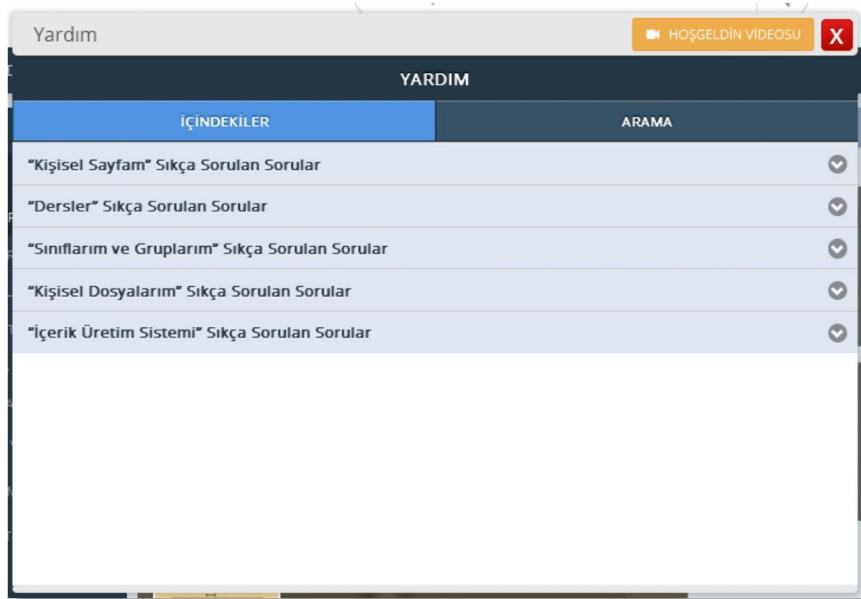 Yardım
HOŞGELDİN VİDEOSU
X
YARDIM
İÇİNDEKİLER
ARAMA
"Kişisel Sayfam" Sıkça Sorulan Sorular
"Dersler" Sıkça Sorulan Sorular
"Sınıflarım ve Gruplarım" Sıkça Sorulan Sorular
"Kişisel Dosyalarım" Sıkça Sorulan Sorular
"İçerik Üretim Sistemi" Sıkça Sorulan Sorular